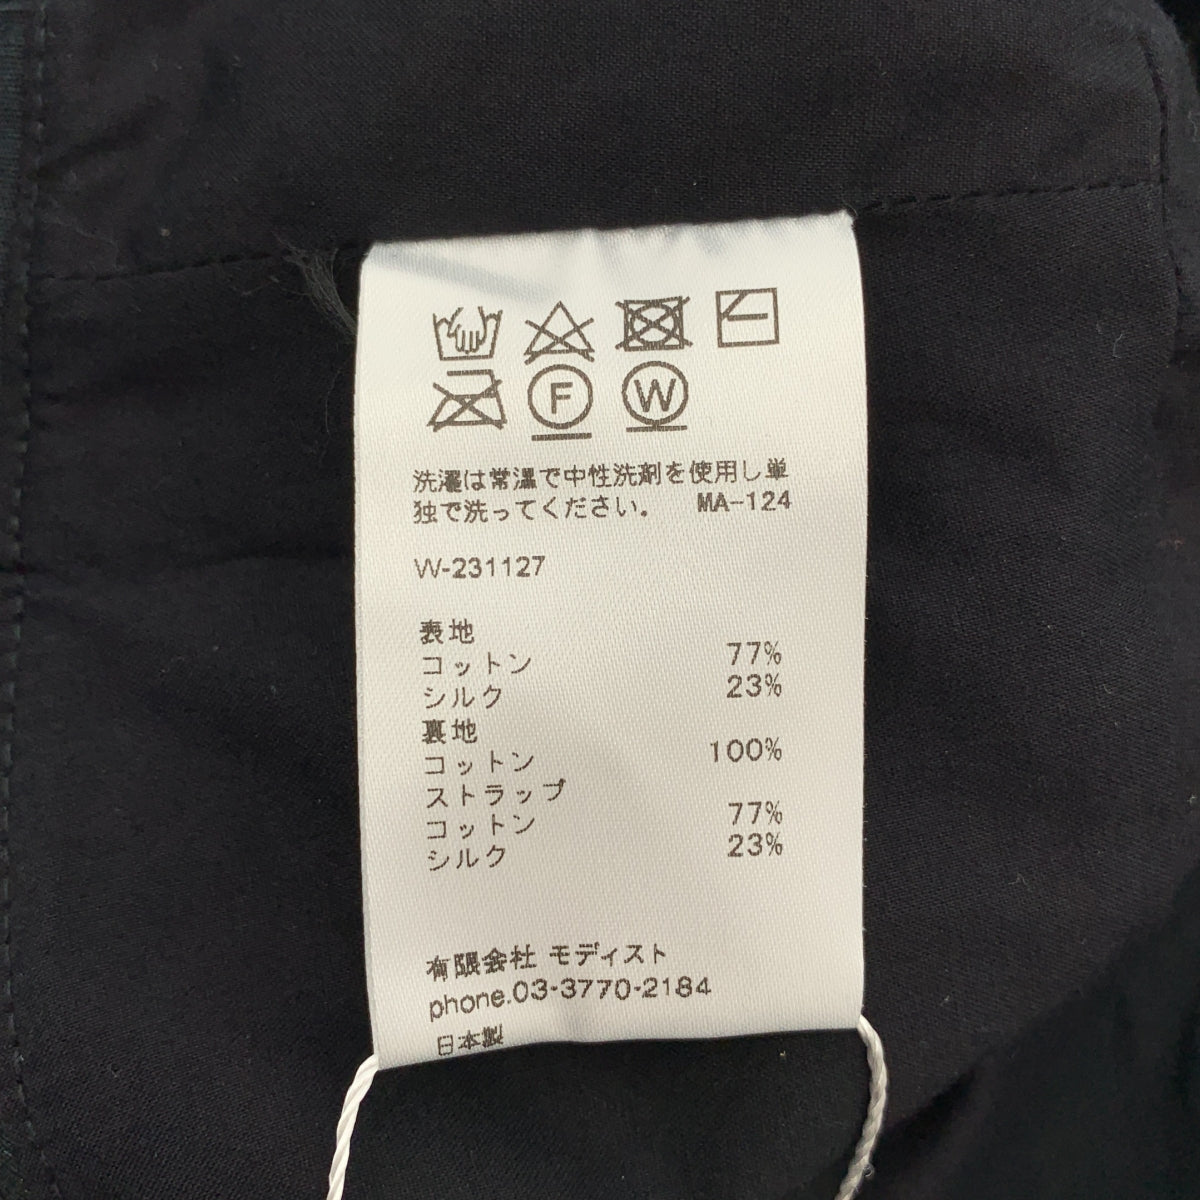 F W
洗濯は常温で中性洗剤を使用し単
独で洗ってください。 MA-124
W-231127
表地
コットン 77%
シルク 23%
裏地
コットン 100%
ストラップ
コットン 77%
シルク 23%
有限会社 モディスト
phone.03-3770-2184
日本製